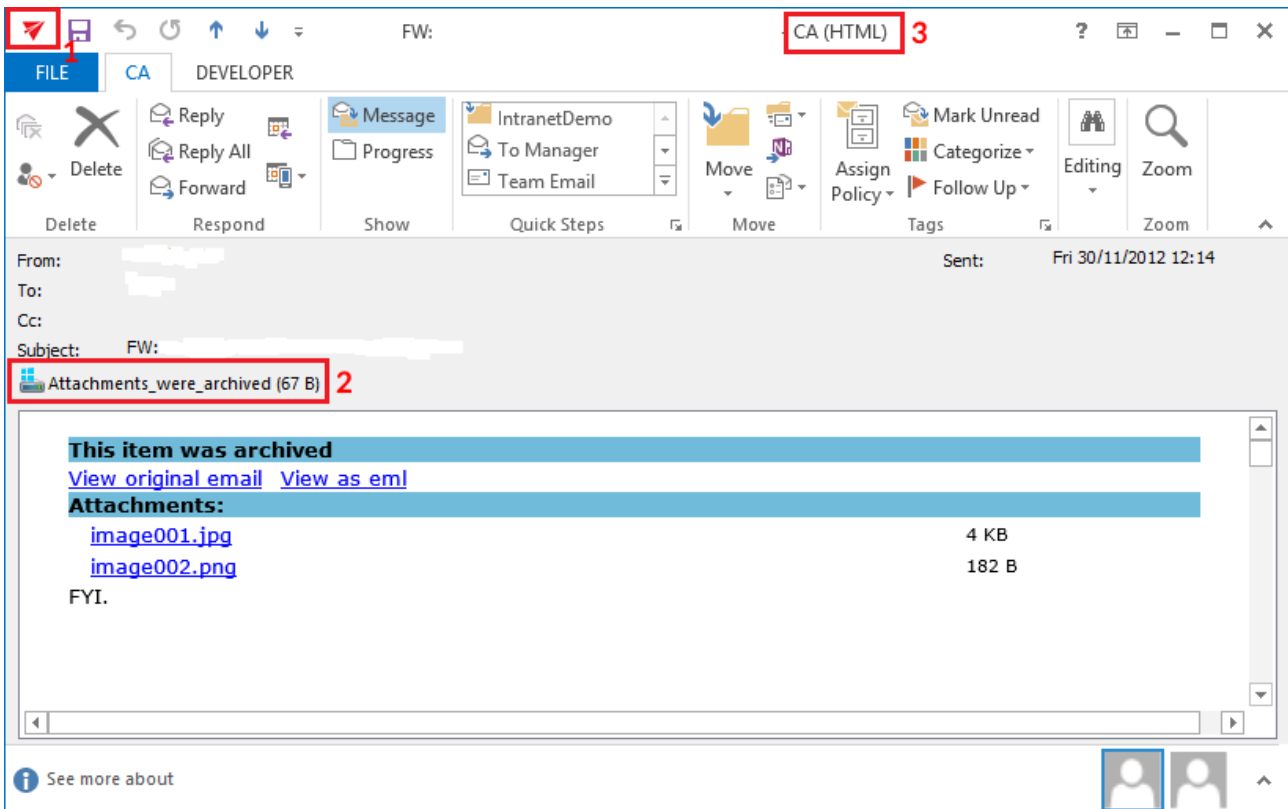 FW: CA (HTML) 3 ?
1
FILE CA DEVELOPER
Reply Message IntranetDemo Mark Unread
Delete Reply All Progress To Manager Move Assign Policy Categorize Editing Zoom
Forward Team Email Follow Up
Delete Respond Show Quick Steps Move Tags Zoom
From: Sent: Fri 30/11/2012 12:14
To:
Cc:
Subject: FW:
Attachments_were_archived (67 B) 2
This item was archived
View original email View as eml
Attachments:
image001.jpg 4 KB
image002.png 182 B
FYI.
See more about